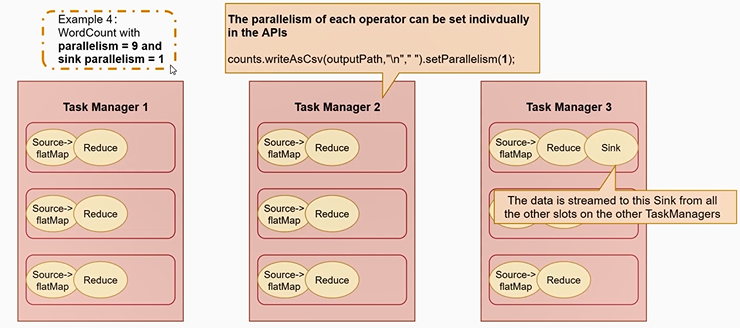 Example 4:
WordCount with
parallelism = 9 and
sink parallelism = 1
The parallelism of each operator can be set indivdually
in the APIs
counts.writeAsCsv(outputPath,"\n"," ").setParallelism(1);
Task Manager 1
Source->
flatMap
Reduce
Source->
flatMap
Reduce
Source->
flatMap
Reduce
Task Manager 2
Source->
flatMap
Reduce
Source->
flatMap
Reduce
Source->
flatMap
Reduce
Task Manager 3
Source->
flatMap
Reduce
Sink
The data is streamed to this Sink from all
the other slots on the other TaskManagers
flatMap
Source->
flatMap
Reduce